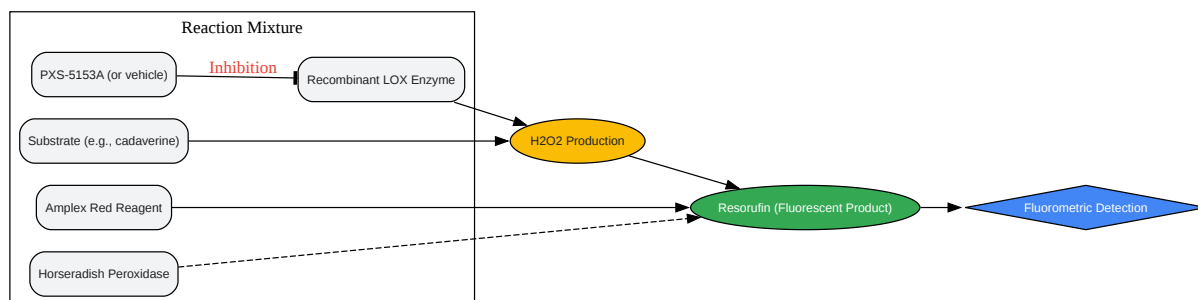 Reaction Mixture
PXS-5153A (or vehicle)
Inhibition
Recombinant LOX Enzyme
Substrate (e.g., cadaverine)
H2O2 Production
Amplex Red Reagent
Resorufin (Fluorescent Product)
Fluorometric Detection
Horseradish Peroxidase